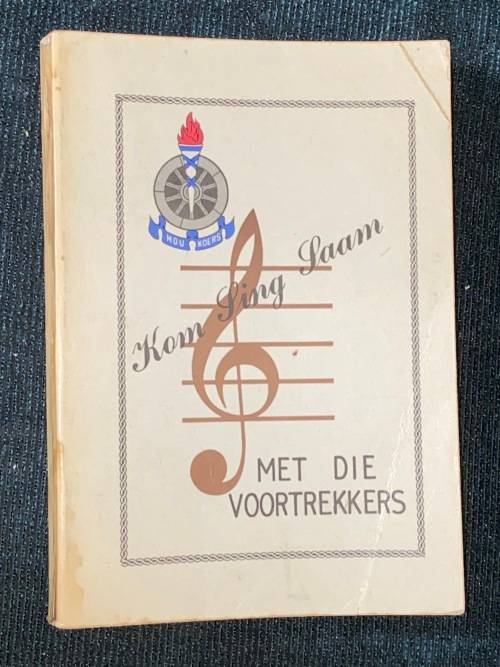 HOU KOERS
Kom Sing Saam
MET DIE
VOORTREKKERS